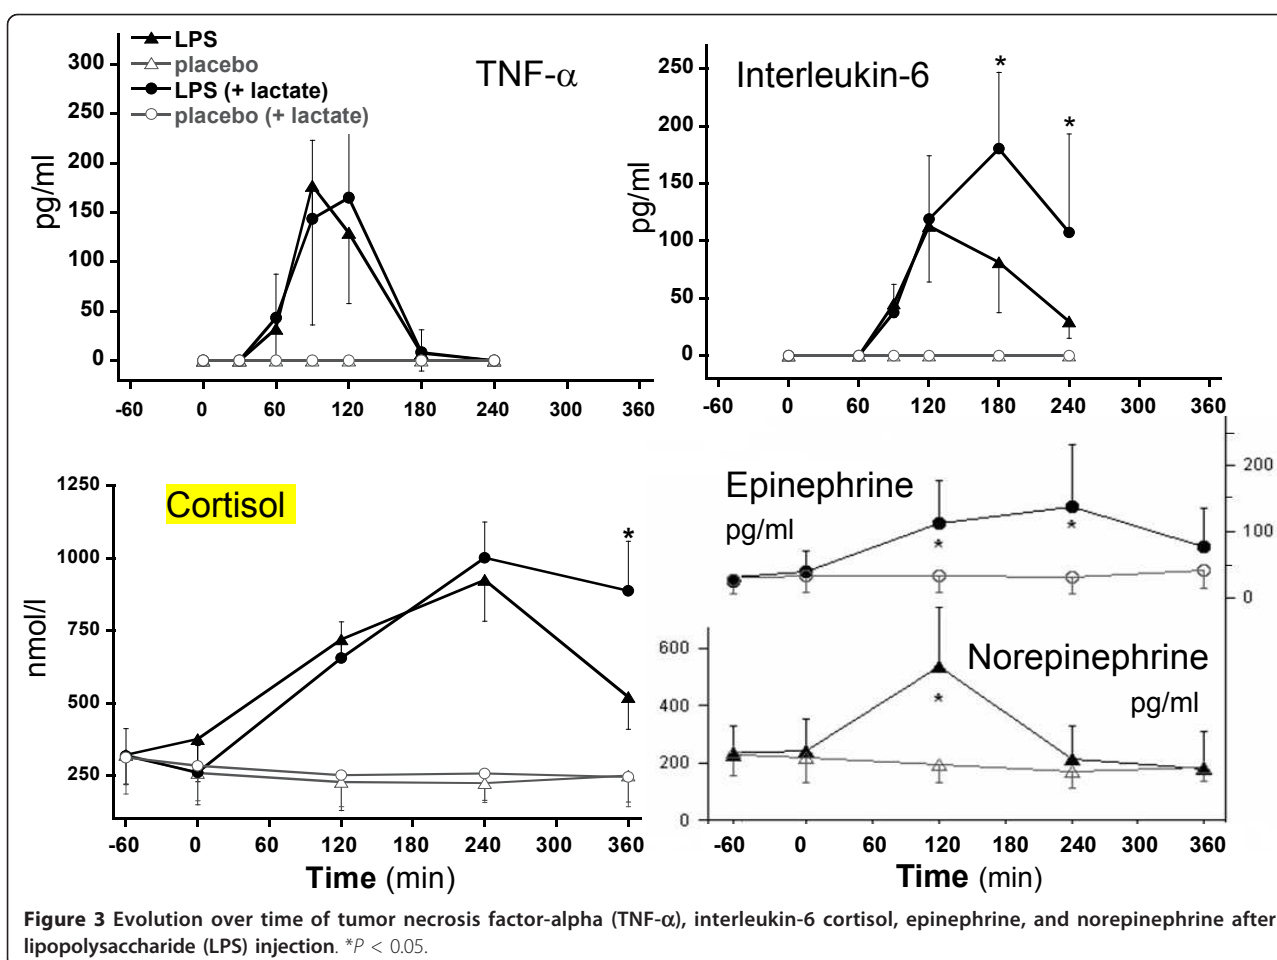 LPS
placebo
LPS (+ lactate)
placebo (+ lactate)
TNF-α
pg/ml
300
250
200
150
100
50
0
-60 0 60 120 180 240 300 360
Interleukin-6
pg/ml
250
200
150
100
50
0
* *
-60 0 60 120 180 240 300 360
Cortisol
nmol/l
1250
1000
750
500
250
*
-60 0 60 120 240 300 360
Time (min)
Epinephrine
pg/ml
200
100
0
* *
Norepinephrine
pg/ml
600
400
200
0
*
-60 0 120 180 240 300 360
Time (min)
Figure 3 Evolution over time of tumor necrosis factor-alpha (TNF-α), interleukin-6 cortisol, epinephrine, and norepinephrine after
lipopolysaccharide (LPS) injection. *P < 0.05.